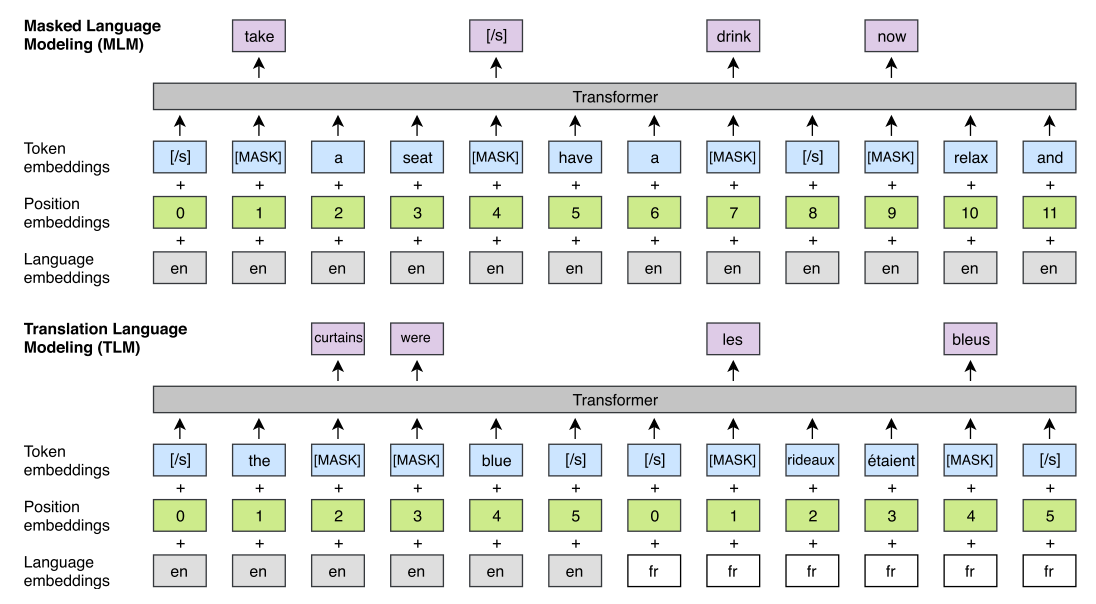 Masked Language
Modeling (MLM)
take [/s] drink now
Transformer
Token
embeddings
[/s] [MASK] a seat [MASK] have a [MASK] [/s] [MASK] relax and
+ + + + + + + + + + + +
Position
embeddings
0 1 2 3 4 5 6 7 8 9 10 11
+ + + + + + + + + + + +
Language
embeddings
en en en en en en en en en en en en
Translation Language
Modeling (TLM)
curtains were les bleus
Transformer
Token
embeddings
[/s] the [MASK] [MASK] blue [/s] [/s] [MASK] rideaux étaient [MASK] [/s]
+ + + + + + + + + + + +
Position
embeddings
0 1 2 3 4 5 0 1 2 3 4 5
+ + + + + + + + + + + +
Language
embeddings
en en en en en en fr fr fr fr fr fr